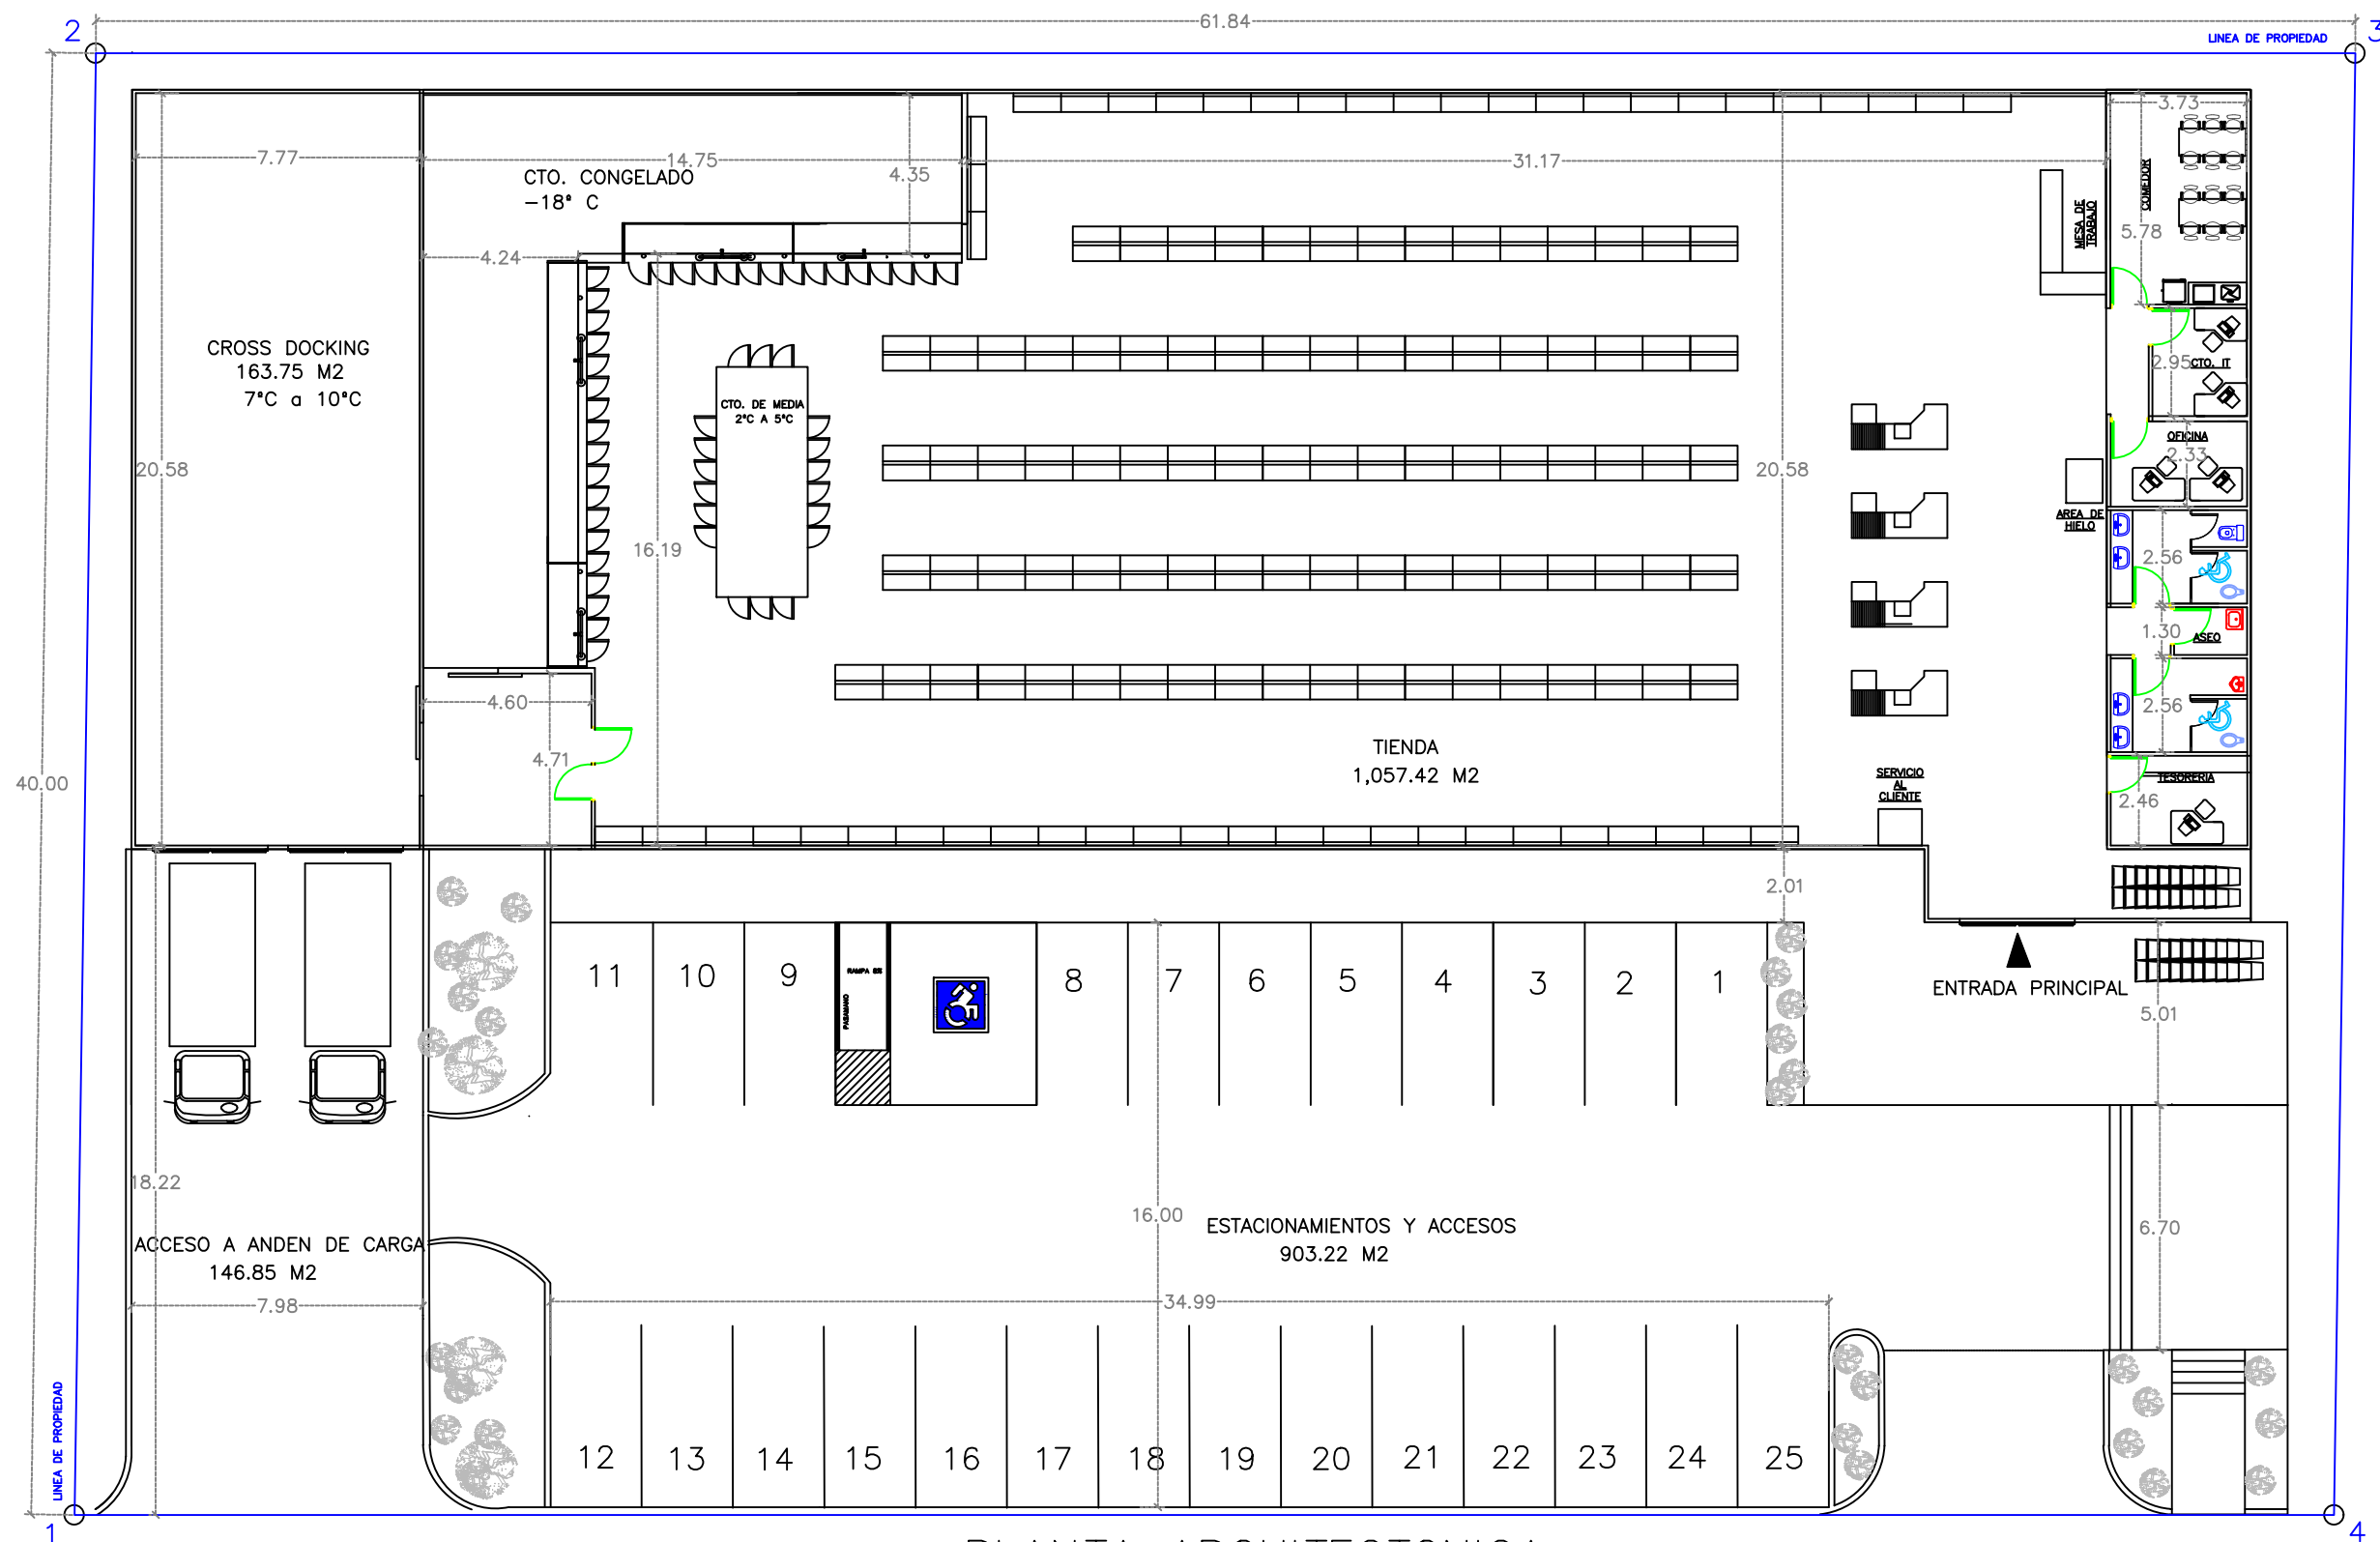 61.84
2
3
LINEA DE PROPIEDAD
3.73
7.77
14.75
4.35
31.17
CTO. CONGELADO
-18° C
COMEDOR
MESA DE
TRABAJO
5.78
4.24
CROSS DOCKING
163.75 M2
7°C a 10°C
CTO. DE MEDIA
2°C A 5°C
2.95
CTO. IT
OFICINA
2.33
20.58
20.58
AREA DE
HIELO
16.19
2.56
1.30
ASEO
4.60
2.56
4.71
TIENDA
1,057.42 M2
SERVICIO
AL
CLIENTE
TESORERIA
2.46
40.00
2.01
11
10
9
RAMPA 8%
PASAMANO
8
7
6
5
4
3
2
1
ENTRADA PRINCIPAL
5.01
18.22
16.00
ESTACIONAMIENTOS Y ACCESOS
903.22 M2
6.70
ACCESO A ANDEN DE CARGA
146.85 M2
7.98
34.99
LINEA DE PROPIEDAD
12
13
14
15
16
17
18
19
20
21
22
23
24
25
1
4
PLANTA ARQUITECTONICA